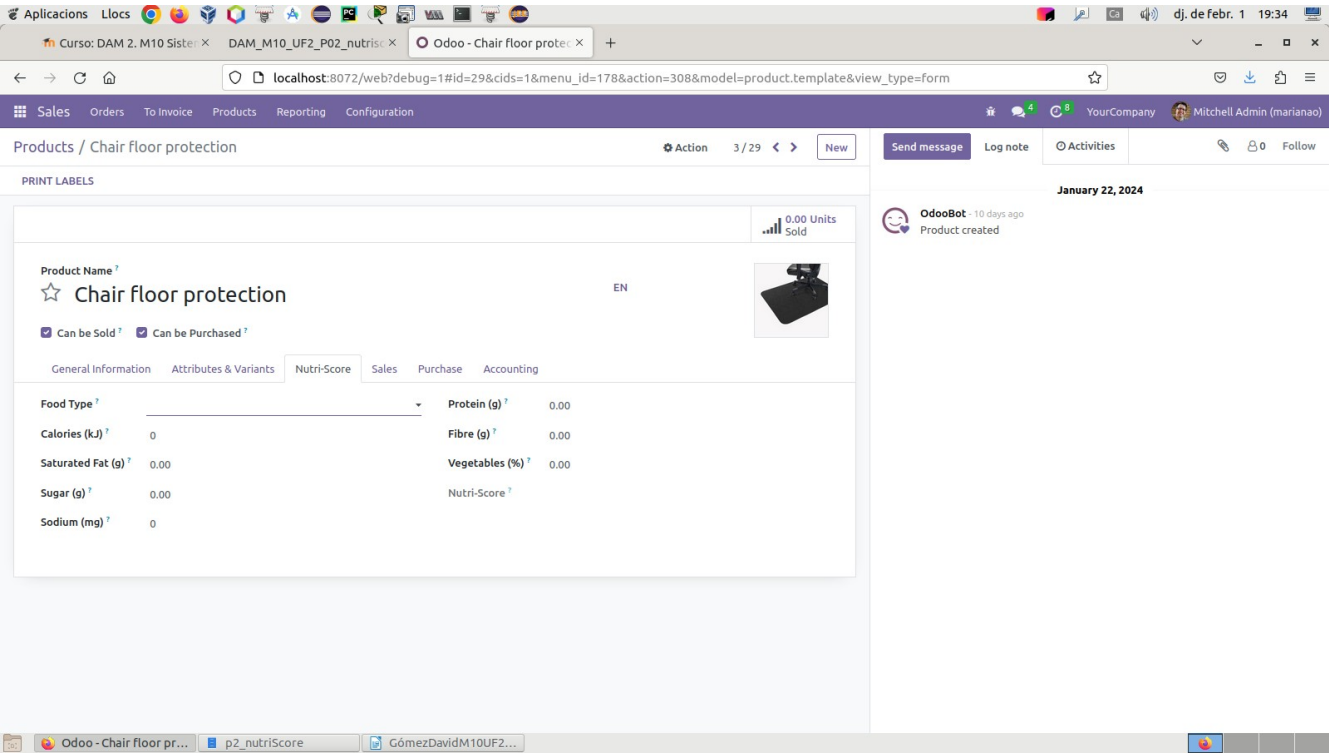 Aplicacions Llocs Ca dj. de febr. 1 19:34
Curso: DAM 2. M10 Sister DAM_M10_UF2_P02_nutrisc Odoo - Chair floor protec
localhost:8072/web?debug=1#id=29&cids=1&menu_id=178&action=308&model=product.template&view_type=form
Sales Orders To Invoice Products Reporting Configuration 4 8 YourCompany Mitchell Admin (marianao)
Products / Chair floor protection Action 3 / 29 New Send message Log note Activities 0 Follow
PRINT LABELS
January 22, 2024
0.00 Units
Sold
OdooBot - 10 days ago
Product created
Product Name ?
Chair floor protection EN
Can be Sold ? Can be Purchased ?
General Information Attributes & Variants Nutri-Score Sales Purchase Accounting
Food Type ? Protein (g) ? 0.00
Calories (kJ) ? 0 Fibre (g) ? 0.00
Saturated Fat (g) ? 0.00 Vegetables (%) ? 0.00
Sugar (g) ? 0.00 Nutri-Score ?
Sodium (mg) ? 0
Odoo - Chair floor pr... p2_nutriScore GómezDavidM10UF2...